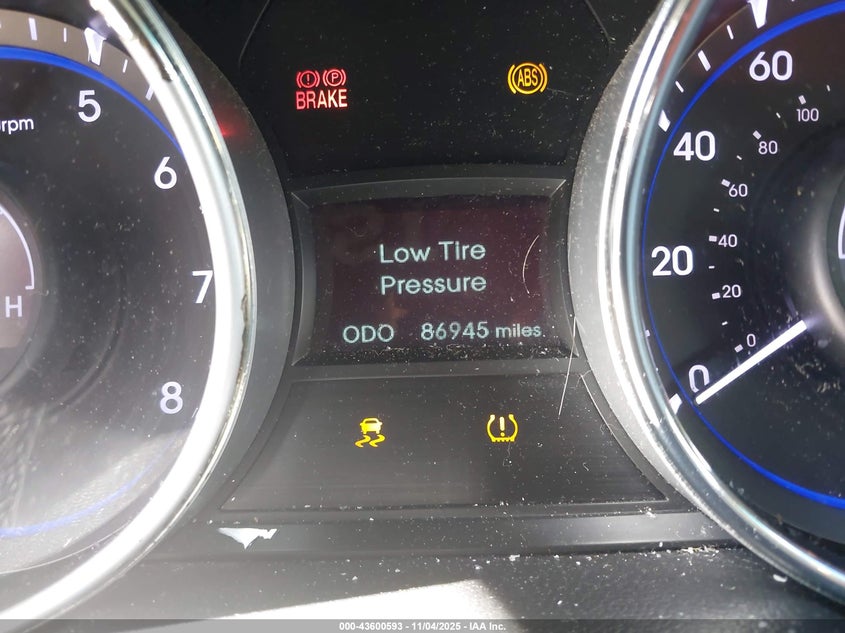 BRAKE
ABS
5
rpm
6
7
H
8
Low Tire
Pressure
ODO 86945 miles
60
100
40
80
60
40
20
20
0
0
000-43600593 - 11/04/2025 - IAA Inc.